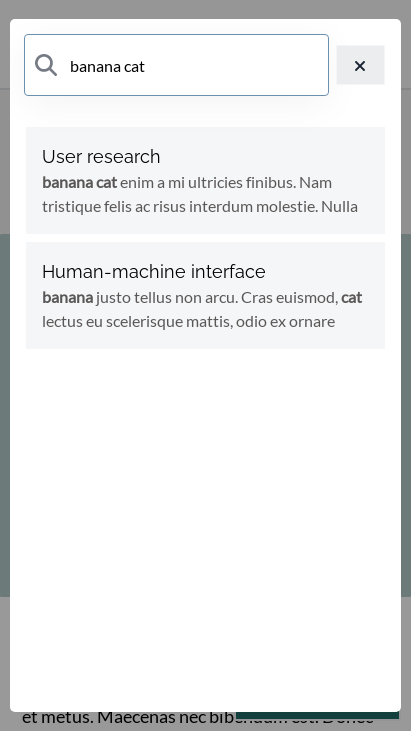 banana cat
User research
banana cat enim a mi ultricies finibus. Nam
tristique felis ac risus interdum molestie. Nulla
Human-machine interface
banana justo tellus non arcu. Cras euismod, cat
lectus eu scelerisque mattis, odio ex ornare
et metus. Maecenas nec bibendum est. Donec